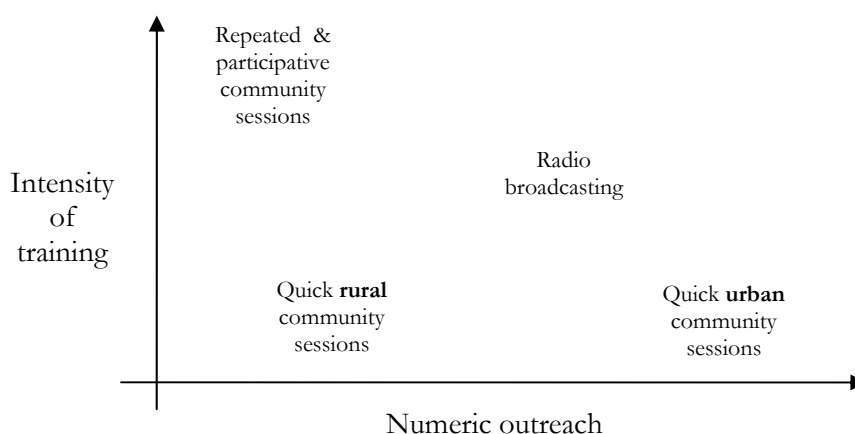 Repeated &
participative
community
sessions
Radio
broadcasting
Intensity
of
training
Quick rural
community
sessions
Quick urban
community
sessions
Numeric outreach